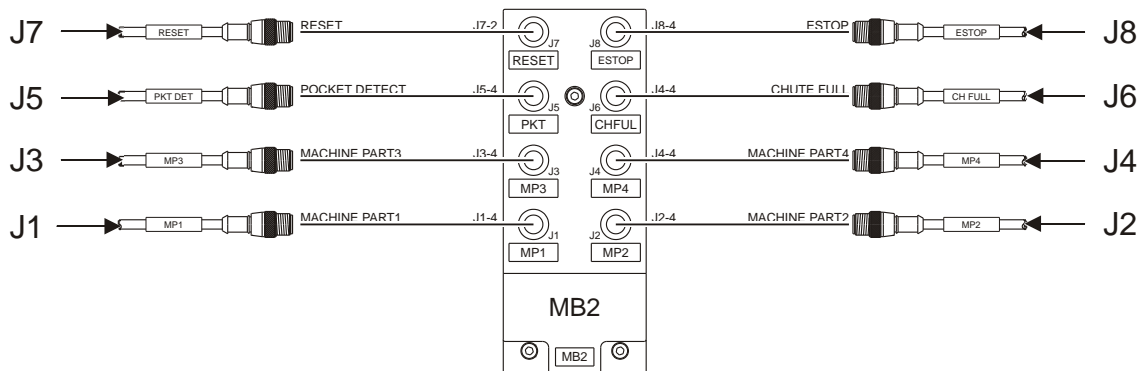 J7 RESET RESET J7-2 J8-4 ESTOP ESTOP J8
J7 J8
RESET ESTOP
J5 PKT DET POCKET DETECT J5-4 J4-4 CHUTE FULL CH FULL J6
J5 J6
PKT CHFUL
J3 MP3 MACHINE PART3 J3-4 J4-4 MACHINE PART4 MP4 J4
J3 J4
MP3 MP4
J1 MP1 MACHINE PART1 J1-4 J2-4 MACHINE PART2 MP2 J2
J1 J2
MP1 MP2
MB2
MB2